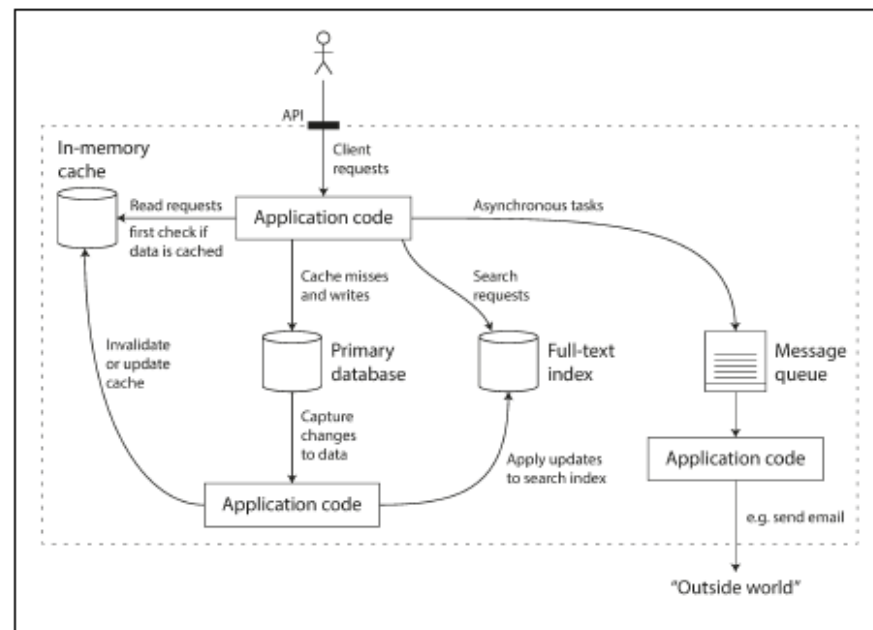 API
Client
requests
In-memory
cache
Read requests
first check if
data is cached
Application code
Asynchronous tasks
Cache misses
and writes
Search
requests
Invalidate
or update
cache
Primary
database
Full-text
index
Message
queue
Capture
changes
to data
Apply updates
to search index
Application code
Application code
e.g. send email
"Outside world"